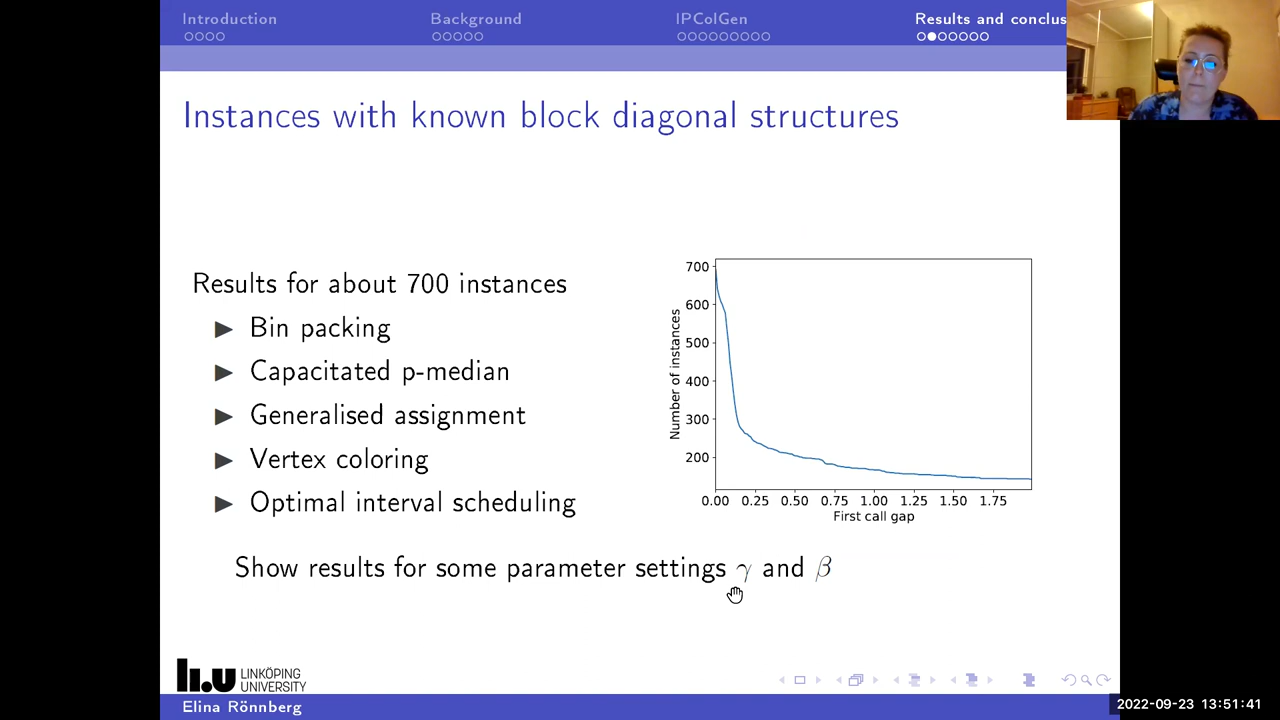 Introduction
Background
IPColGen
Results and conclus
Instances with known block diagonal structures
Results for about 700 instances
Bin packing
Capacitated p-median
Generalised assignment
Vertex coloring
Optimal interval scheduling
700
600
500
400
300
200
Number of instances
0.00 0.25 0.50 0.75 1.00 1.25 1.50 1.75
First call gap
Show results for some parameter settings γ and β
li.u LINKÖPING
UNIVERSITY
Elina Rönnberg
2022-09-23 13:51:41